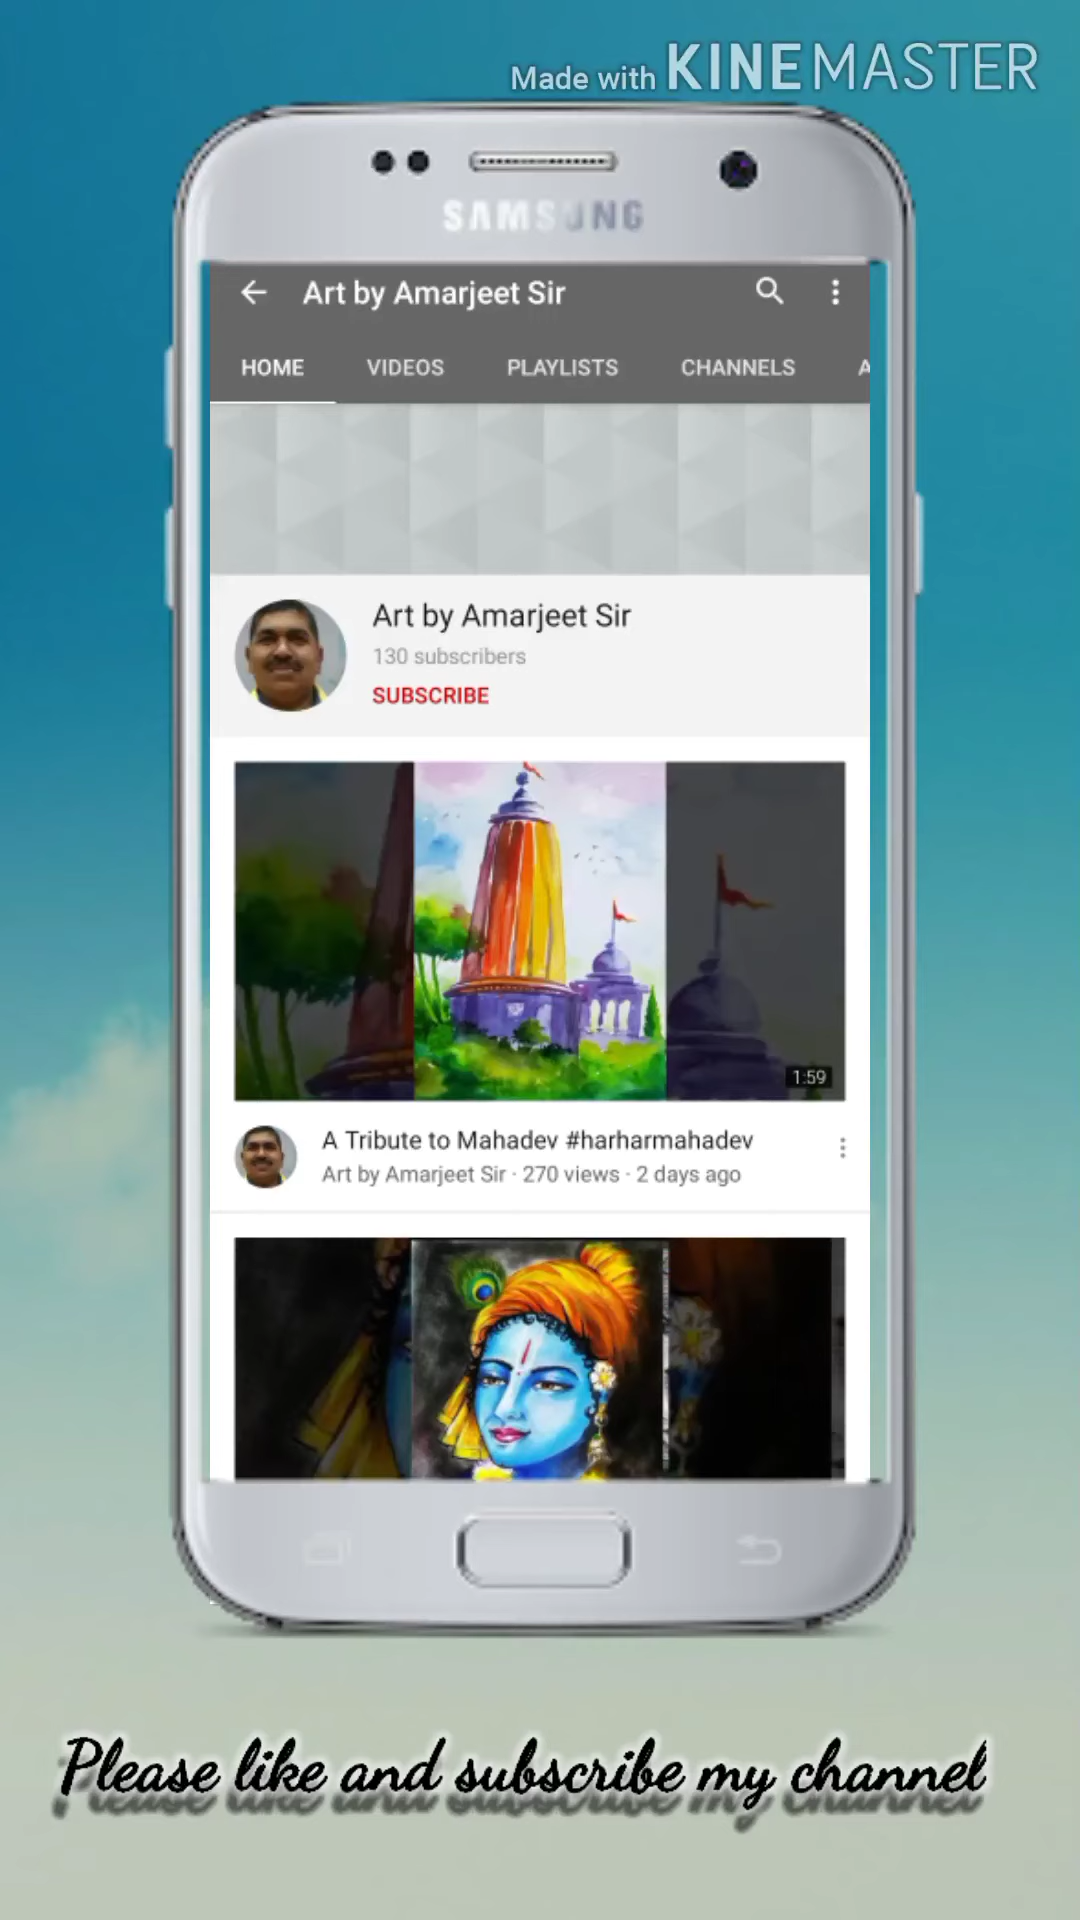 Made with KINEMASTER
SAMSUNG
Art by Amarjeet Sir
HOME VIDEOS PLAYLISTS CHANNELS A
Art by Amarjeet Sir
130 subscribers
SUBSCRIBE
1:59
A Tribute to Mahadev #harharmahadev
Art by Amarjeet Sir · 270 views · 2 days ago
Please like and subscribe my channel